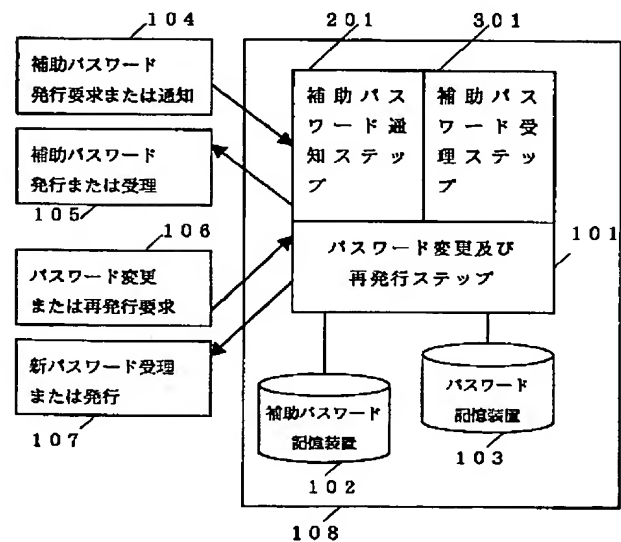 104
補助パスワード
発行要求または通知
補助パスワード
発行または受理
105
106
パスワード変更
または再発行要求
新パスワード受理
または発行
107
201
301
補助パス
ワード通
知ステッ
プ
補助パス
ワード受
理ステッ
プ
パスワード変更及び
再発行ステップ
101
補助パスワード
記憶装置
102
パスワード
記憶装置
103
108